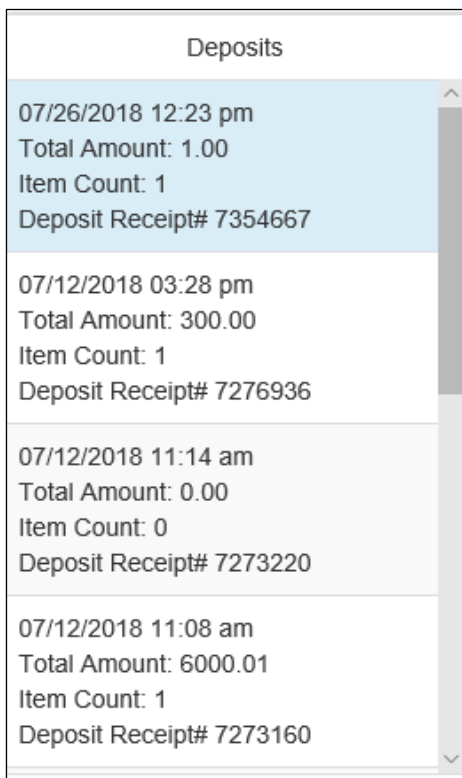 Deposits
07/26/2018 12:23 pm
Total Amount: 1.00
Item Count: 1
Deposit Receipt# 7354667
07/12/2018 03:28 pm
Total Amount: 300.00
Item Count: 1
Deposit Receipt# 7276936
07/12/2018 11:14 am
Total Amount: 0.00
Item Count: 0
Deposit Receipt# 7273220
07/12/2018 11:08 am
Total Amount: 6000.01
Item Count: 1
Deposit Receipt# 7273160